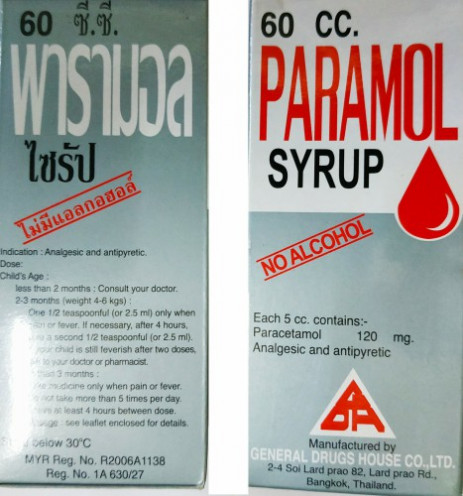 60 ซี.ซี.
พารามอล
ไซรัป
ไม่มีแอลกอฮอล์
Indication : Analgesic and antipyretic.
Dose:
Child's Age :
less than 2 months : Consult your doctor.
2-3 months (weight 4-6 kgs) :
One 1/2 teaspoonful (or 2.5 ml) only when
or fever. If necessary, after 4 hours,
a second 1/2 teaspoonful (or 2.5 ml).
child is still feverish after two doses,
to your doctor or pharmacist.
3 months :
medicine only when pain or fever.
not take more than 5 times per day.
at least 4 hours between dose.
: see leaflet enclosed for details.
below 30°C
MYR Reg. No. R2006A1138
Reg. No. 1A 630/27
60 CC.
PARAMOL
SYRUP
NO ALCOHOL
Each 5 cc. contains:-
Paracetamol 120 mg.
Analgesic and antipyretic
Manufactured by
GENERAL DRUGS HOUSE CO.,LTD.
2-4 Soi Lard prao 82, Lard prao Rd.,
Bangkok, Thailand.